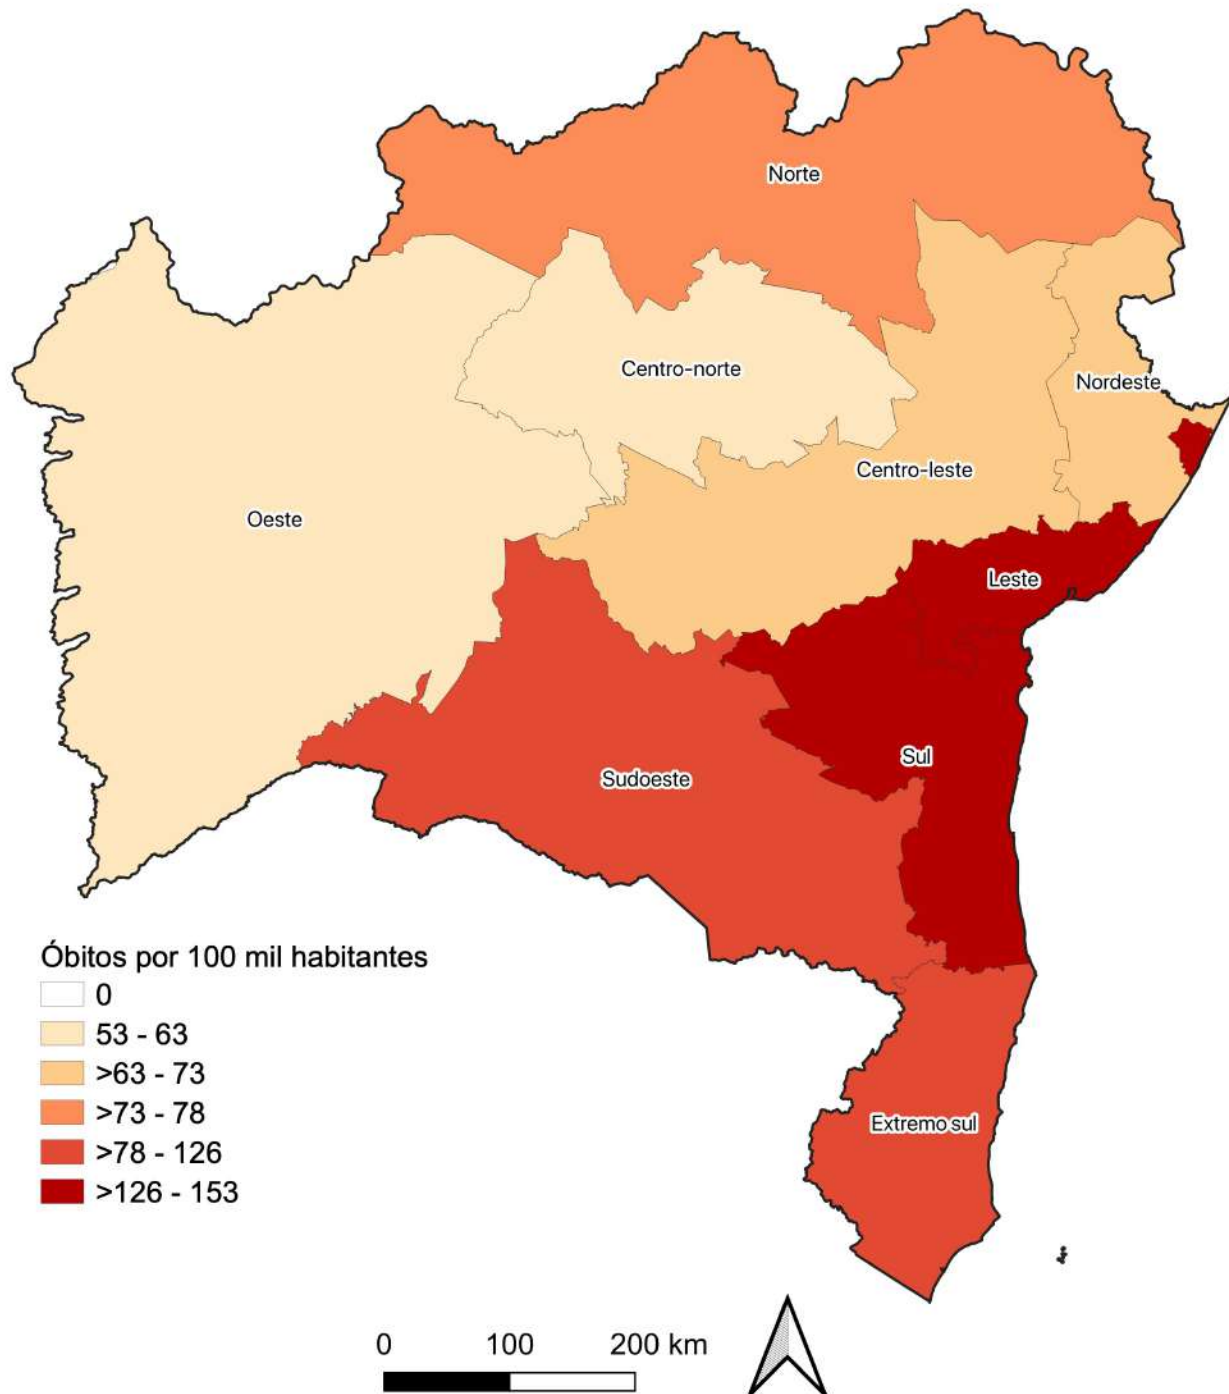 Norte
Centro-norte
Nordeste
Centro-leste
Oeste
Leste
Sul
Sudoeste
Óbitos por 100 mil habitantes
0
53 - 63
>63 - 73
>73 - 78
>78 - 126
>126 - 153
Extremo sul
0 100 200 km